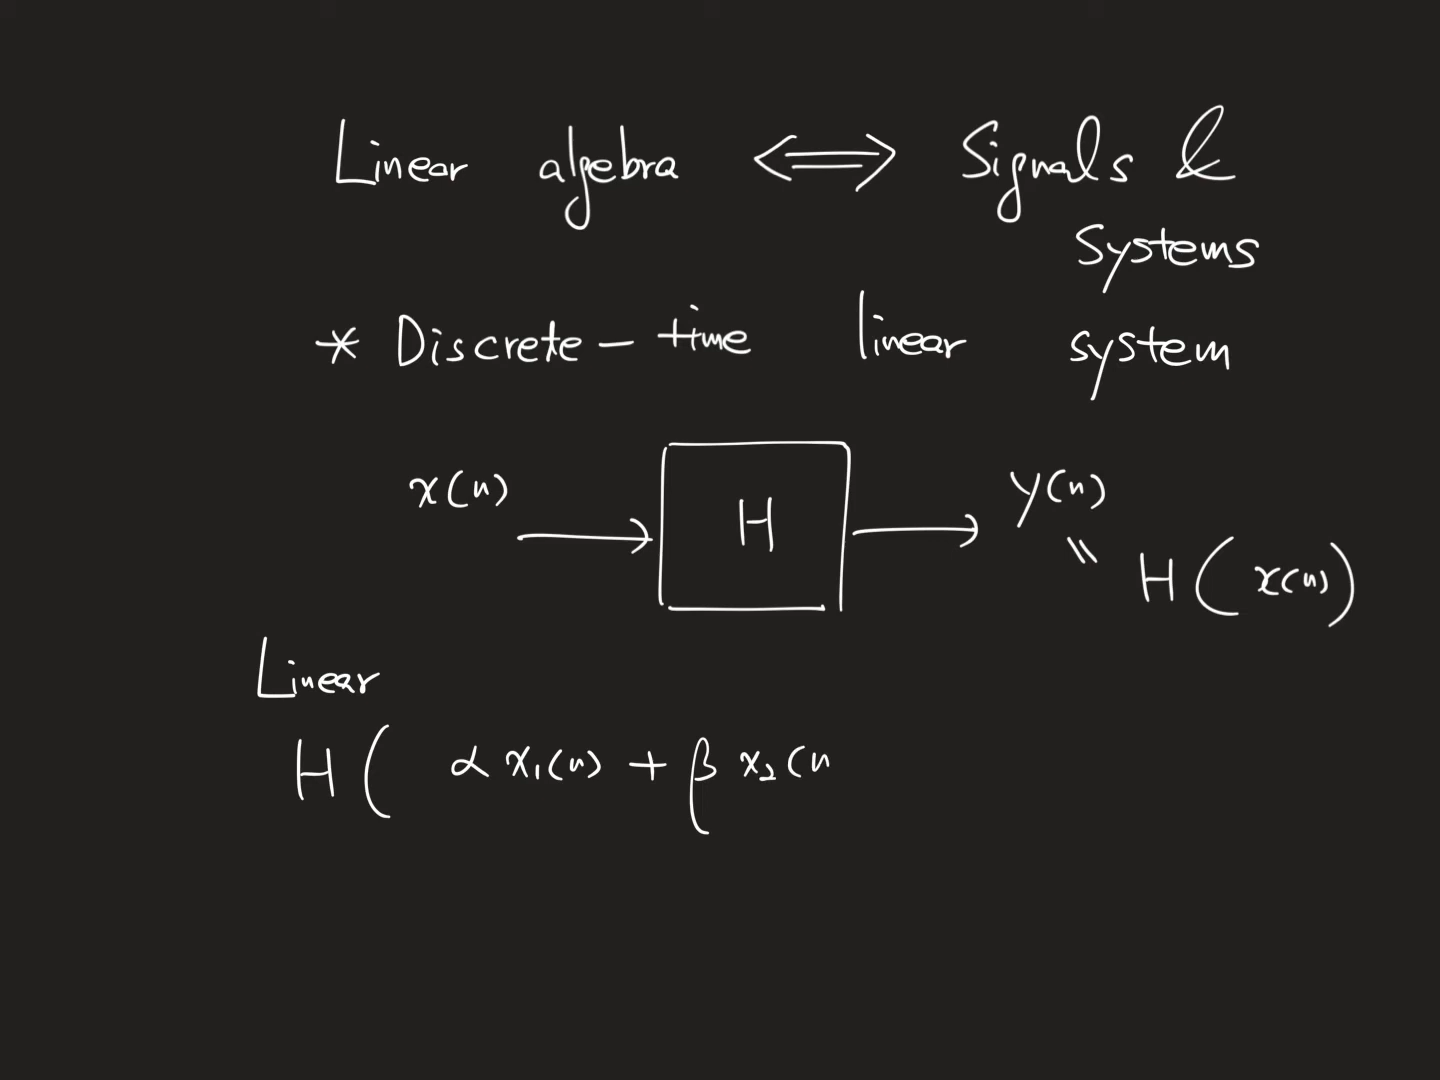 Linear algebra ⟺ Signals &
Systems
* Discrete - time linear system
x(n) → H → y(n)
= H(x(n))
Linear
H( α x₁(n) + β x₂(n